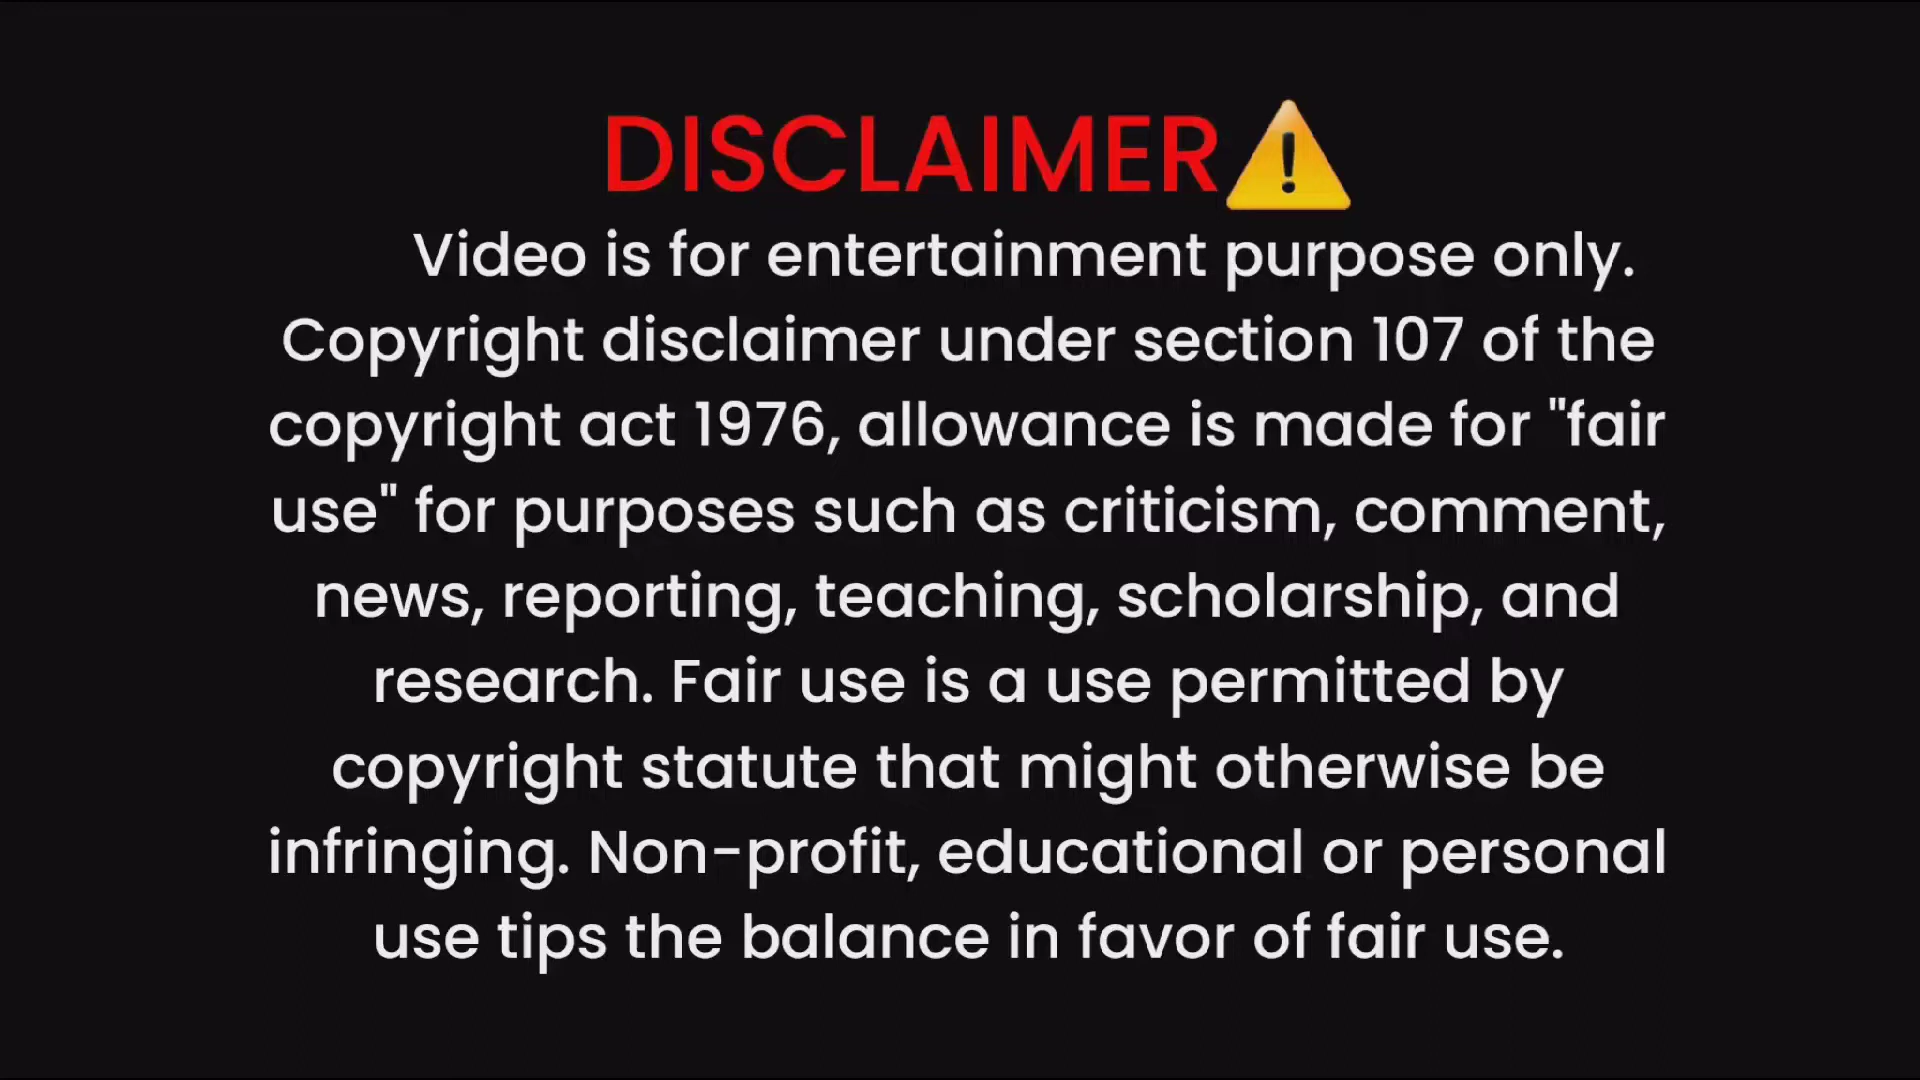 DISCLAIMER⚠️
Video is for entertainment purpose only.
Copyright disclaimer under section 107 of the
copyright act 1976, allowance is made for "fair
use" for purposes such as criticism, comment,
news, reporting, teaching, scholarship, and
research. Fair use is a use permitted by
copyright statute that might otherwise be
infringing. Non-profit, educational or personal
use tips the balance in favor of fair use.